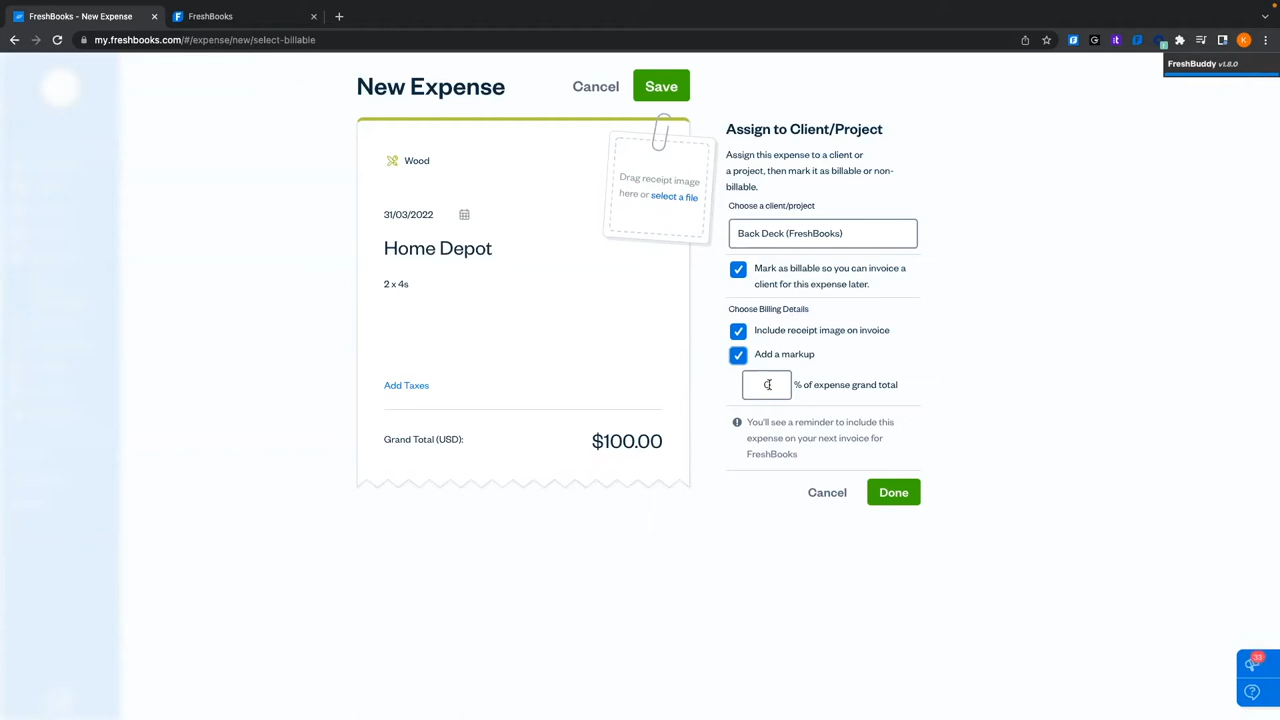 FreshBooks - New Expense
FreshBooks
my.freshbooks.com/#/expense/new/select-billable
FreshBuddy v1.8.0
New Expense
Cancel
Save
Wood
Drag receipt image
here or select a file
31/03/2022
Home Depot
2 x 4s
Add Taxes
Grand Total (USD):
$100.00
Assign to Client/Project
Assign this expense to a client or
a project, then mark it as billable or non-
billable.
Choose a client/project
Back Deck (FreshBooks)
Mark as billable so you can invoice a
client for this expense later.
Choose Billing Details
Include receipt image on invoice
Add a markup
% of expense grand total
You'll see a reminder to include this
expense on your next invoice for
FreshBooks
Cancel
Done
33